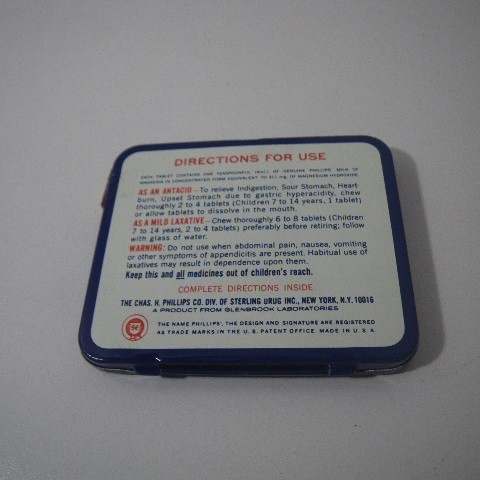 DIRECTIONS FOR USE
EACH TABLET CONTAINS ONE TEASPOONFUL OF GENUINE PHILLIPS' MILK OF
MAGNESIA IN CONCENTRATED FORM EQUIVALENT TO 311 mg. OF MAGNESIUM HYDROXIDE.
AS AN ANTACID—To relieve Indigestion, Sour Stomach, Heart-
burn, Upset Stomach due to gastric hyperacidity, chew
thoroughly 2 to 4 tablets (Children 7 to 14 years, 1 tablet)
or allow tablets to dissolve in the mouth.
AS A MILD LAXATIVE—Chew thoroughly 6 to 8 tablets (Children
7 to 14 years, 2 to 4 tablets) preferably before retiring; follow
with glass of water.
WARNING: Do not use when abdominal pain, nausea, vomiting
or other symptoms of appendicitis are present. Habitual use of
laxatives may result in dependence upon them.
Keep this and all medicines out of children's reach.
COMPLETE DIRECTIONS INSIDE
THE CHAS. H. PHILLIPS CO. DIV. OF STERLING DRUG INC., NEW YORK, N.Y. 10016
A PRODUCT FROM GLENBROOK LABORATORIES
THE NAME PHILLIPS', THE DESIGN AND SIGNATURE ARE REGISTERED
AS TRADE MARKS IN THE U.S. PATENT OFFICE. MADE IN U.S.A.